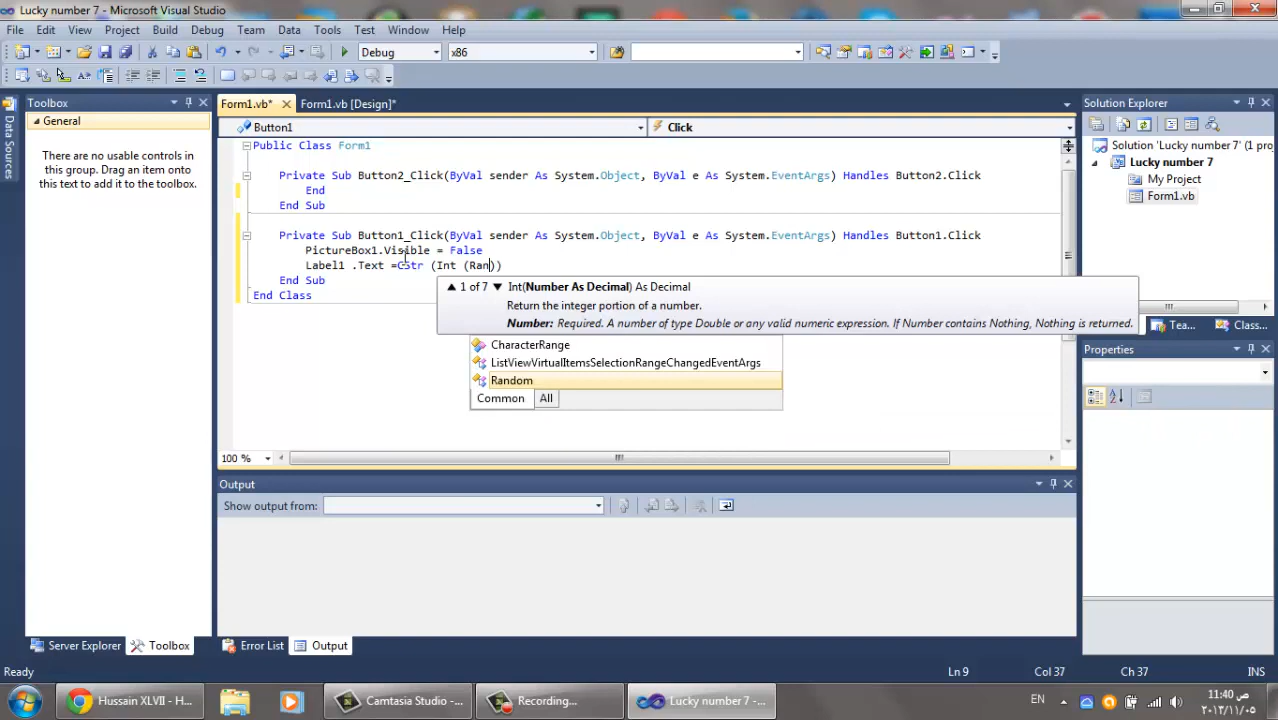 Lucky number 7 - Microsoft Visual Studio
File Edit View Project Build Debug Team Data Tools Test Window Help
Debug x86
Toolbox
General
There are no usable controls in this group. Drag an item onto this text to add it to the toolbox.
Data Sources
Form1.vb* Form1.vb [Design]*
Button1 Click
Public Class Form1
Private Sub Button2_Click(ByVal sender As System.Object, ByVal e As System.EventArgs) Handles Button2.Click
End
End Sub
Private Sub Button1_Click(ByVal sender As System.Object, ByVal e As System.EventArgs) Handles Button1.Click
PictureBox1.Visible = False
Label1 .Text =CStr (Int (Ran))
End Sub
End Class
1 of 7 Int(Number As Decimal) As Decimal
Return the integer portion of a number.
Number: Required. A number of type Double or any valid numeric expression. If Number contains Nothing, Nothing is returned.
CharacterRange
ListViewVirtualItemsSelectionRangeChangedEventArgs
Random
Common All
100 %
Output
Show output from:
Solution Explorer
Solution 'Lucky number 7' (1 proj
Lucky number 7
My Project
Form1.vb
Tea... Class...
Properties
Server Explorer Toolbox Error List Output
Ready Ln 9 Col 37 Ch 37 INS
Hussain XLVII - H... Camtasia Studio -... Recording... Lucky number 7 -... EN 11:40 ص
٢٠١٣/١١/٠٥